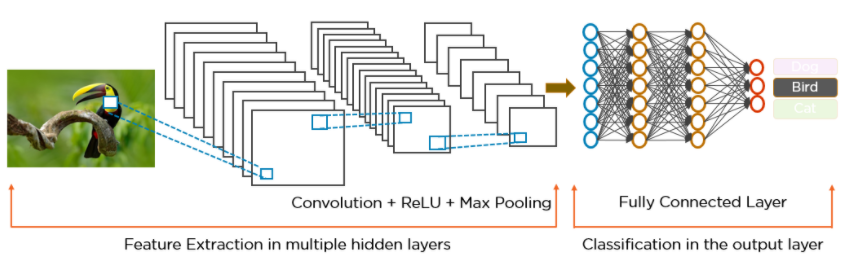 Dog
Bird
Cat
Convolution + ReLU + Max Pooling
Fully Connected Layer
Feature Extraction in multiple hidden layers
Classification in the output layer